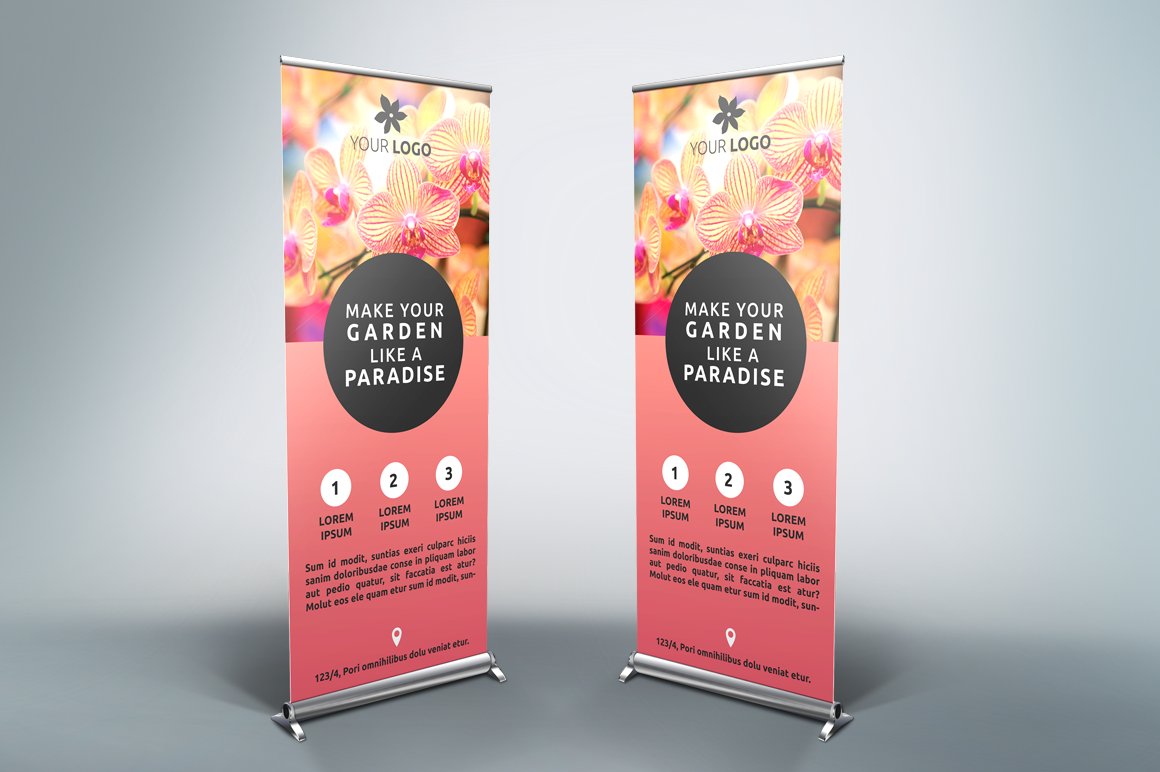 YOUR LOGO
MAKE YOUR
GARDEN
LIKE A
PARADISE
1
LOREM
IPSUM
2
LOREM
IPSUM
3
LOREM
IPSUM
Sum id modit, suntias exeri culparc hiciis
sanim doloribusdae conse in pliquam labor
aut pedio quatur, sit faccatia est aut?
Molut eos ele quam etur sum id modit, sun-
123/4, Pori omnihilibus dolu veniat etur.
YOUR LOGO
MAKE YOUR
GARDEN
LIKE A
PARADISE
1
LOREM
IPSUM
2
LOREM
IPSUM
3
LOREM
IPSUM
Sum id modit, suntias exeri culparc hiciis
sanim doloribusdae conse in pliquam labor
aut pedio quatur, sit faccatia est autem?
Molut eos ele quam etur sum id modit, sun-
123/4, Pori omnihilibus dolu veniat etur.